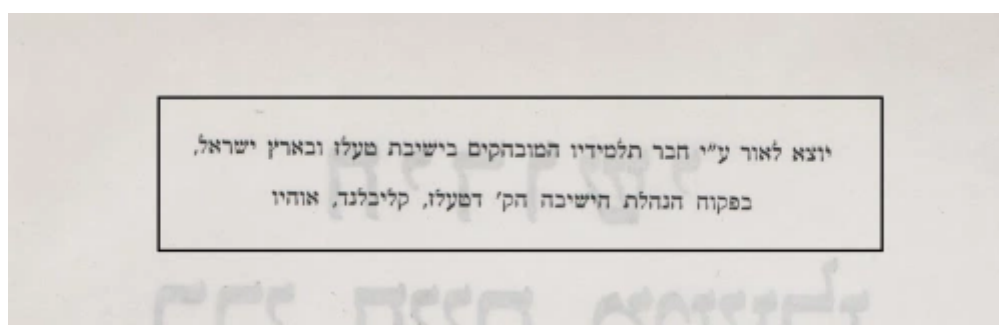 יוצא לאור ע״י חבר תלמידיו המובהקים בישיבת טעלז ובארץ ישראל,
בפקוח הנהלת הישיבה הק׳ דטעלז, קליבלנד, אוהיו